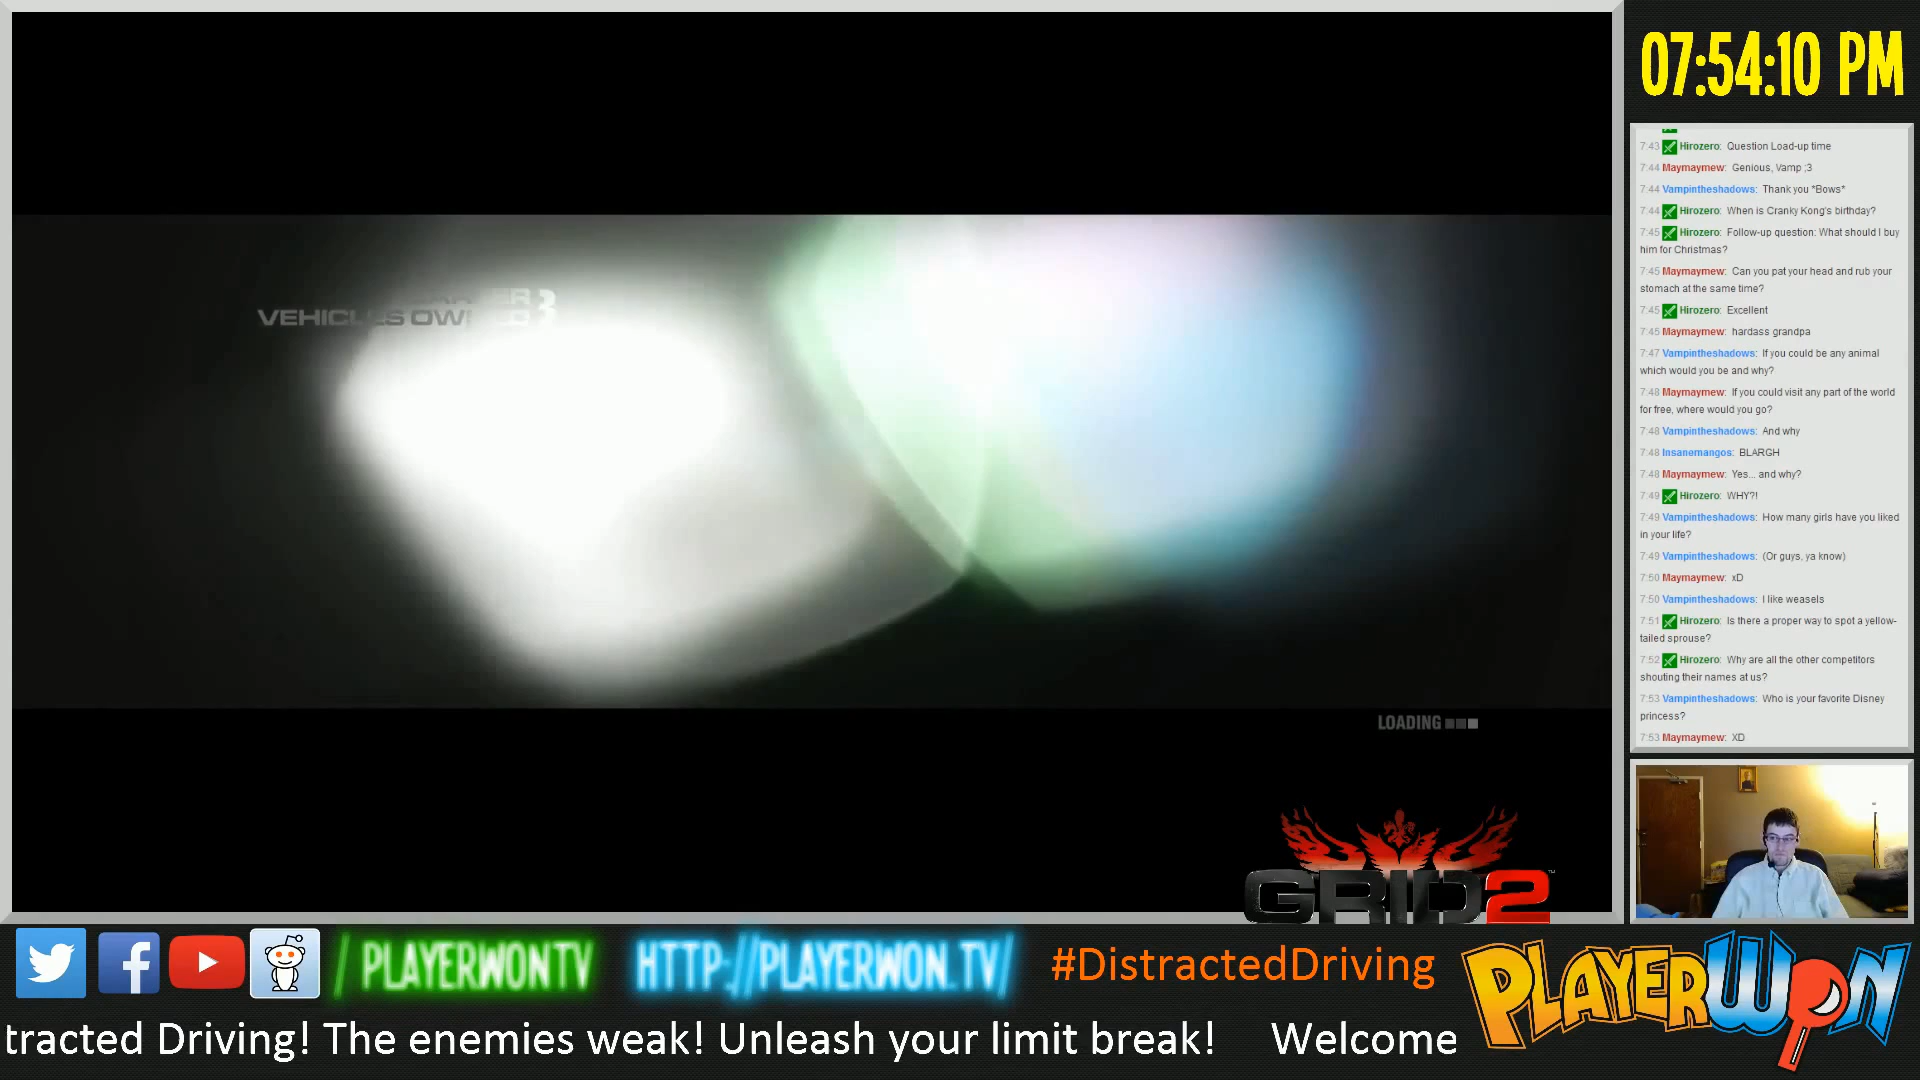 07:54:10 PM
7:43 Hirozero: Question Load-up time
7:44 Maymaymew: Genious, Vamp ;3
7:44 Vampintheshadows: Thank you *Bows*
7:44 Hirozero: When is Cranky Kong's birthday?
7:45 Hirozero: Follow-up question: What should I buy
him for Christmas?
7:45 Maymaymew: Can you pat your head and rub your
stomach at the same time?
7:45 Hirozero: Excellent
7:45 Maymaymew: hardass grandpa
7:47 Vampintheshadows: If you could be any animal
which would you be and why?
7:48 Maymaymew: If you could visit any part of the world
for free, where would you go?
7:48 Vampintheshadows: And why
7:48 Insanemangos: BLARGH
7:48 Maymaymew: Yes... and why?
7:49 Hirozero: WHY?!
7:49 Vampintheshadows: How many girls have you liked
in your life?
7:49 Vampintheshadows: (Or guys, ya know)
7:50 Maymaymew: xD
7:50 Vampintheshadows: I like weasels
7:51 Hirozero: Is there a proper way to spot a yellow-
tailed sprouse?
7:52 Hirozero: Why are all the other competitors
shouting their names at us?
7:53 Vampintheshadows: Who is your favorite Disney
princess?
7:53 Maymaymew: XD
VEHICLES OW
3
LOADING
GRID 2
/ PLAYERWONTV
HTTP://PLAYERWON.TV/
#DistractedDriving
PLAYERWON
tracted Driving! The enemies weak! Unleash your limit break! Welcome